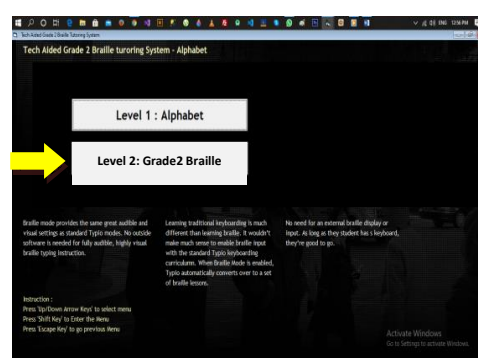 Tech Aided Grade 2 Braille turoring System
ENG 12:56 PM
Tech Aided Grade 2 Braille turoring System - Alphabet
Level 1 : Alphabet
Level 2: Grade2 Braille
Braille mode provides the same great audible and
visual settings as standard Typio modes. No outside
software is needed for fully audible, highly visual
braille typing instruction.
Learning traditional keyboarding is much
different than learning braille. It wouldn't
make much sense to enable braille input
with the standard Typio keyboarding
curriculum. When Braille Mode is enabled,
Typio automatically converts over to a set
of braille lessons.
No need for an external braille display or
input. As long as they student has s keyboard,
they're good to go.
Instruction :
Press 'Up/Down Arrow Keys' to select menu
Press 'Shift Key' to Enter the Menu
Press 'Escape Key' to go previous Menu
Activate Windows
Go to Settings to activate Windows.